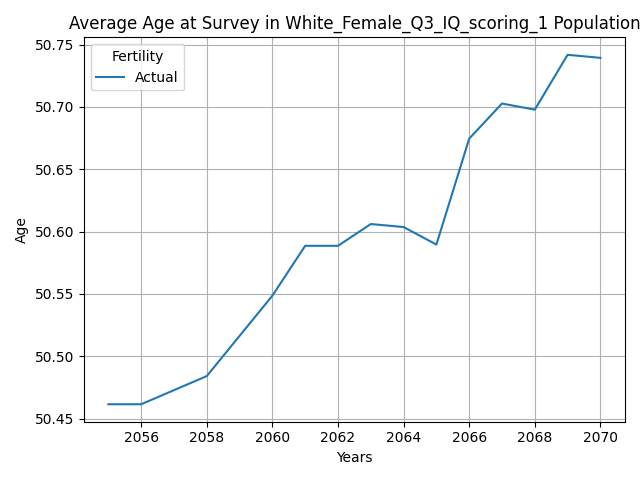 Average Age at Survey in White_Female_Q3_IQ_scoring_1 Population
Fertility
Actual
50.75
50.70
50.65
50.60
50.55
50.50
50.45
Age
2056 2058 2060 2062 2064 2066 2068 2070
Years